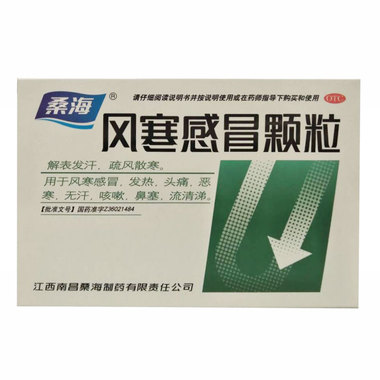 请仔细阅读说明书并按说明使用或在药师指导下购买和使用 OTC
桑海®
风寒感冒颗粒
解表发汗，疏风散寒。
用于风寒感冒，发热，头痛，恶
寒，无汗，咳嗽，鼻塞，流清涕。
【批准文号】国药准字Z36021484
江西南昌桑海制药有限责任公司